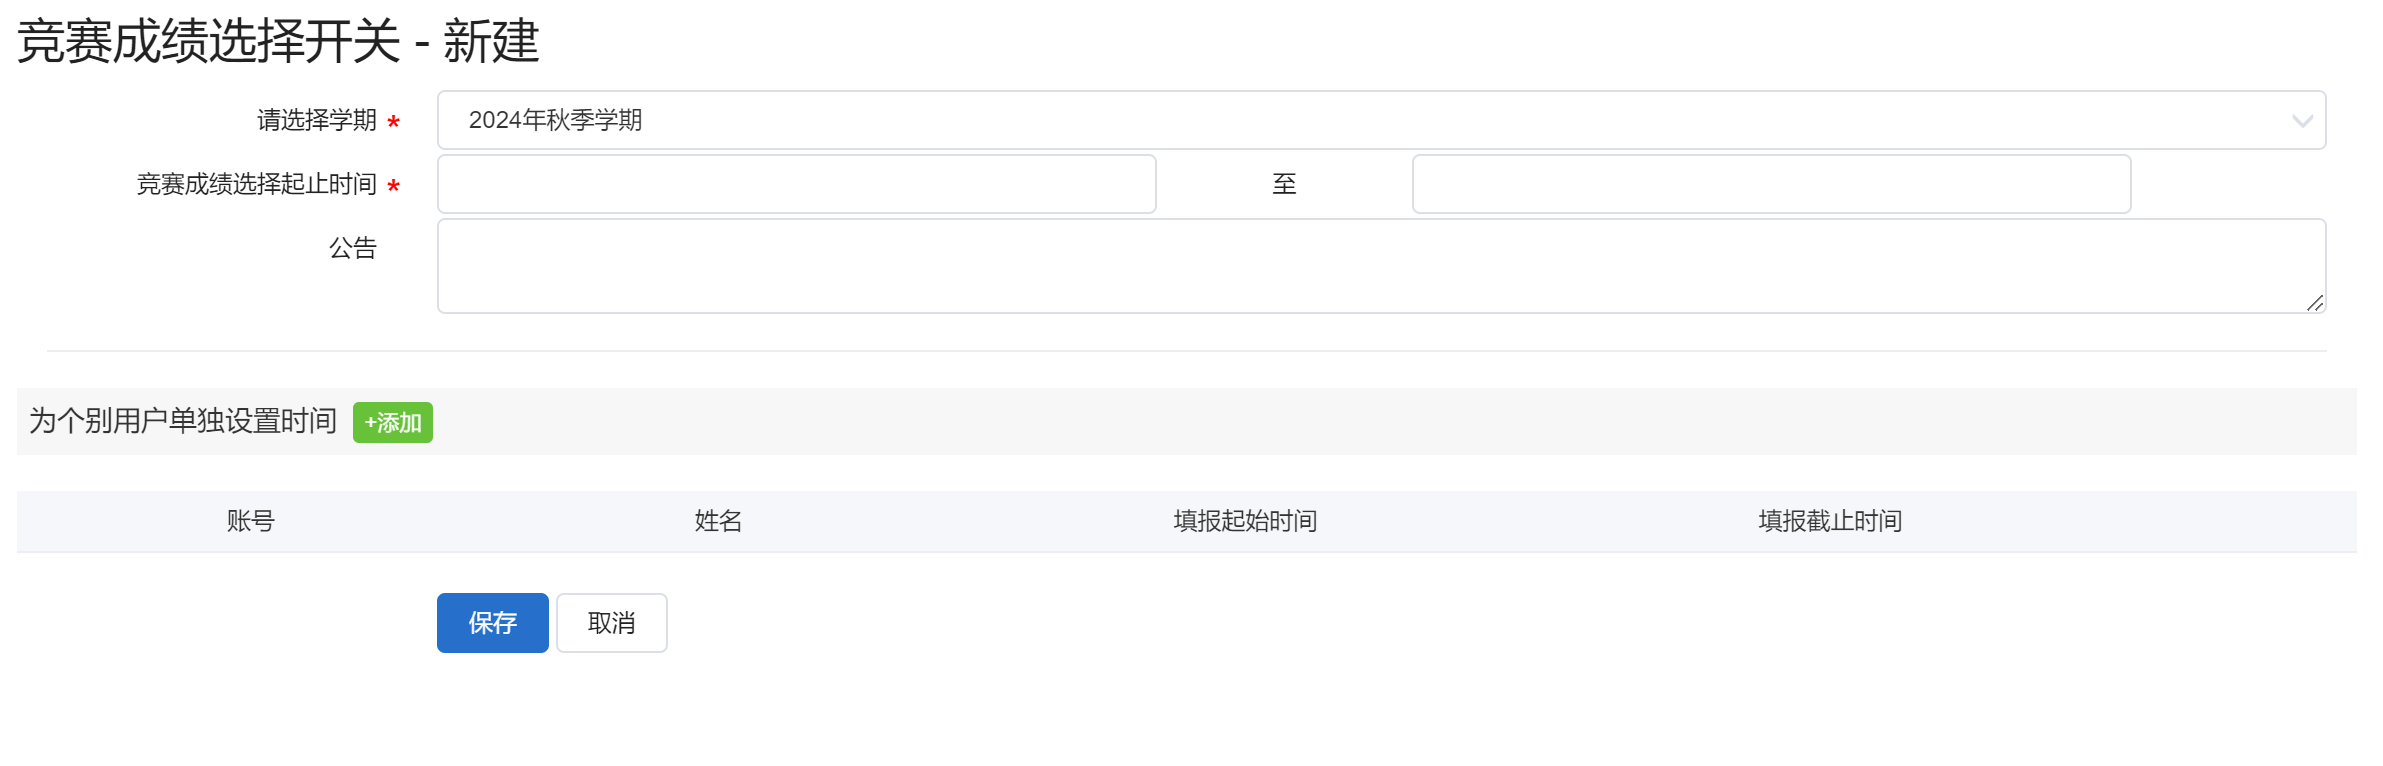 竞赛成绩选择开关 - 新建
请选择学期 * 2024年秋季学期
竞赛成绩选择起止时间 * 至
公告
为个别用户单独设置时间 +添加
账号 姓名 填报起始时间 填报截止时间
保存 取消